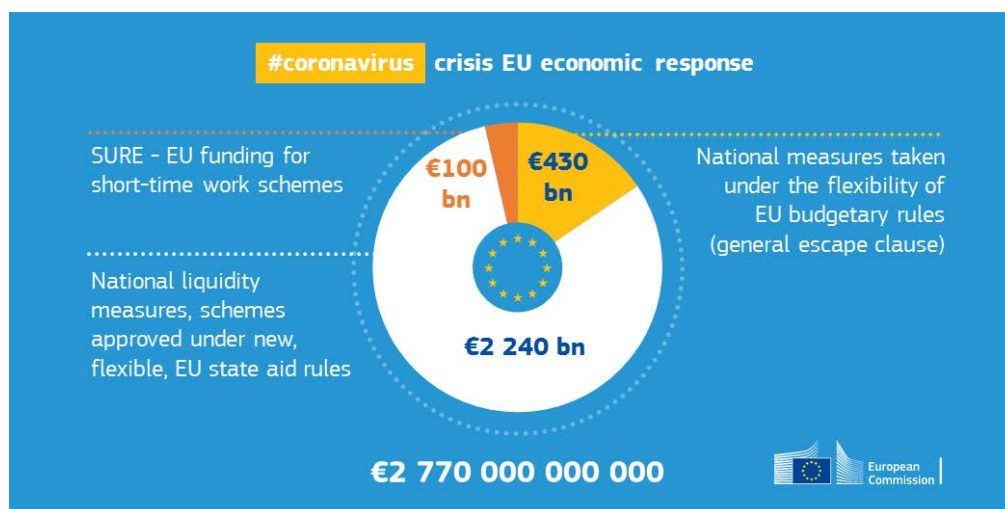 #coronavirus crisis EU economic response
SURE - EU funding for
short-time work schemes
National liquidity
measures, schemes
approved under new,
flexible, EU state aid rules
€100
bn
€430
bn
€2 240 bn
National measures taken
under the flexibility of
EU budgetary rules
(general escape clause)
€2 770 000 000 000
European
Commission